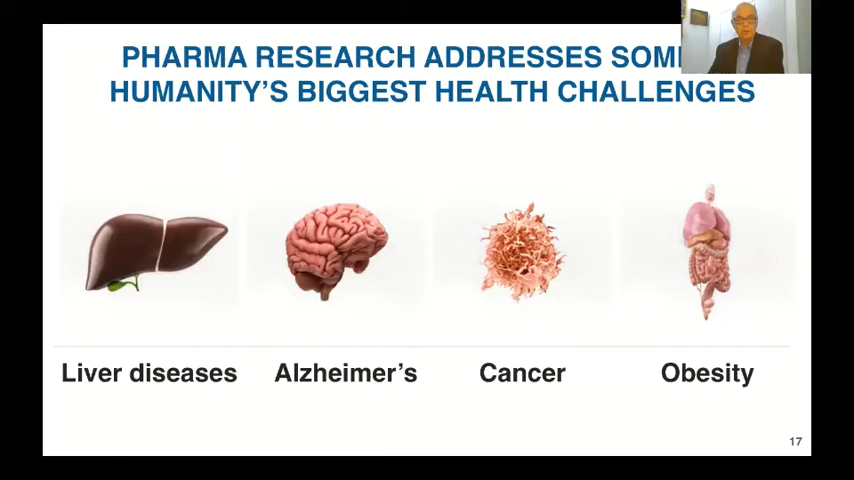 PHARMA RESEARCH ADDRESSES
HUMANITY'S BIGGEST HEALTH CHALLENGES
Liver diseases Alzheimer's Cancer Obesity
17